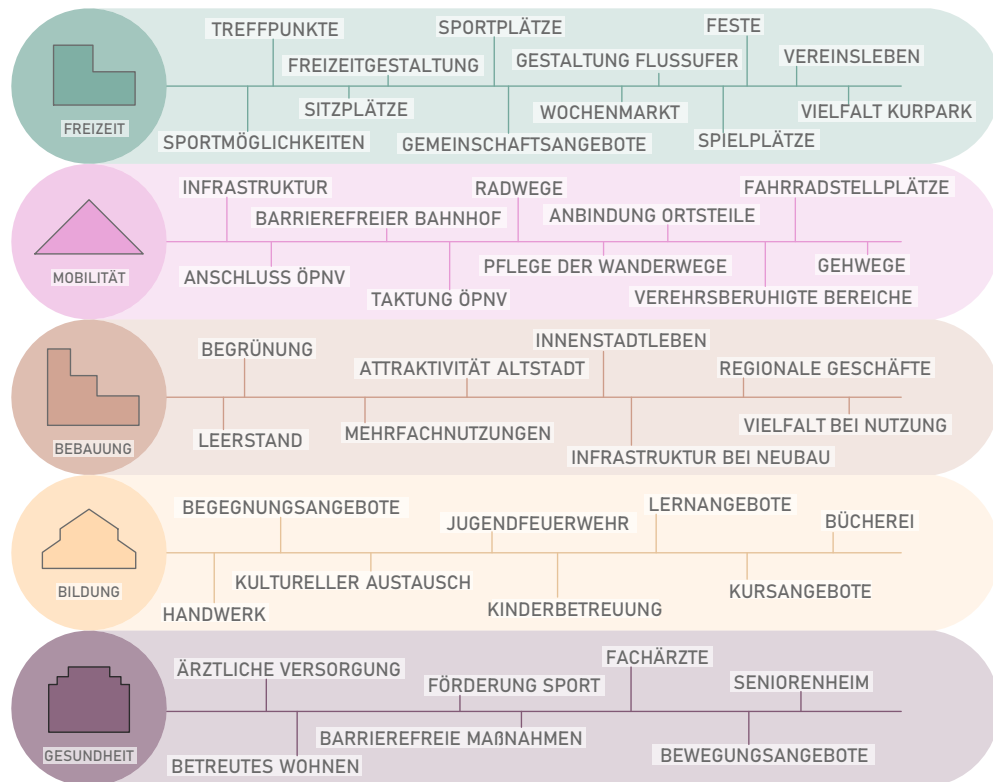 TREFFPUNKTE
SPORTPLÄTZE
FESTE
FREIZEITGESTALTUNG
GESTALTUNG FLUSSUFER
VEREINSLEBEN
SITZPLÄTZE
WOCHENMARKT
VIELFALT KURPARK
FREIZEIT
SPORTMÖGLICHKEITEN
GEMEINSCHAFTSANGEBOTE
SPIELPLÄTZE
INFRASTRUKTUR
RADWEGE
FAHRRADSTELLPLÄTZE
BARRIEREFREIER BAHNHOF
ANBINDUNG ORTSTEILE
MOBILITÄT
ANSCHLUSS ÖPNV
PFLEGE DER WANDERWEGE
GEHWEGE
TAKTUNG ÖPNV
VEREHRSBERUHIGTE BEREICHE
BEGRÜNUNG
INNENSTADTLEBEN
ATTRAKTIVITÄT ALTSTADT
REGIONALE GESCHÄFTE
BEBAUUNG
LEERSTAND
MEHRFACHNUTZUNGEN
VIELFALT BEI NUTZUNG
INFRASTRUKTUR BEI NEUBAU
BEGEGNUNGSANGEBOTE
JUGENDFEUERWEHR
LERNANGEBOTE
BÜCHEREI
BILDUNG
KULTURELLER AUSTAUSCH
KURSANGEBOTE
HANDWERK
KINDERBETREUUNG
ÄRZTLICHE VERSORGUNG
FACHÄRZTE
FÖRDERUNG SPORT
SENIORENHEIM
GESUNDHEIT
BARRIEREFREIE MAßNAHMEN
BETREUTES WOHNEN
BEWEGUNGSANGEBOTE